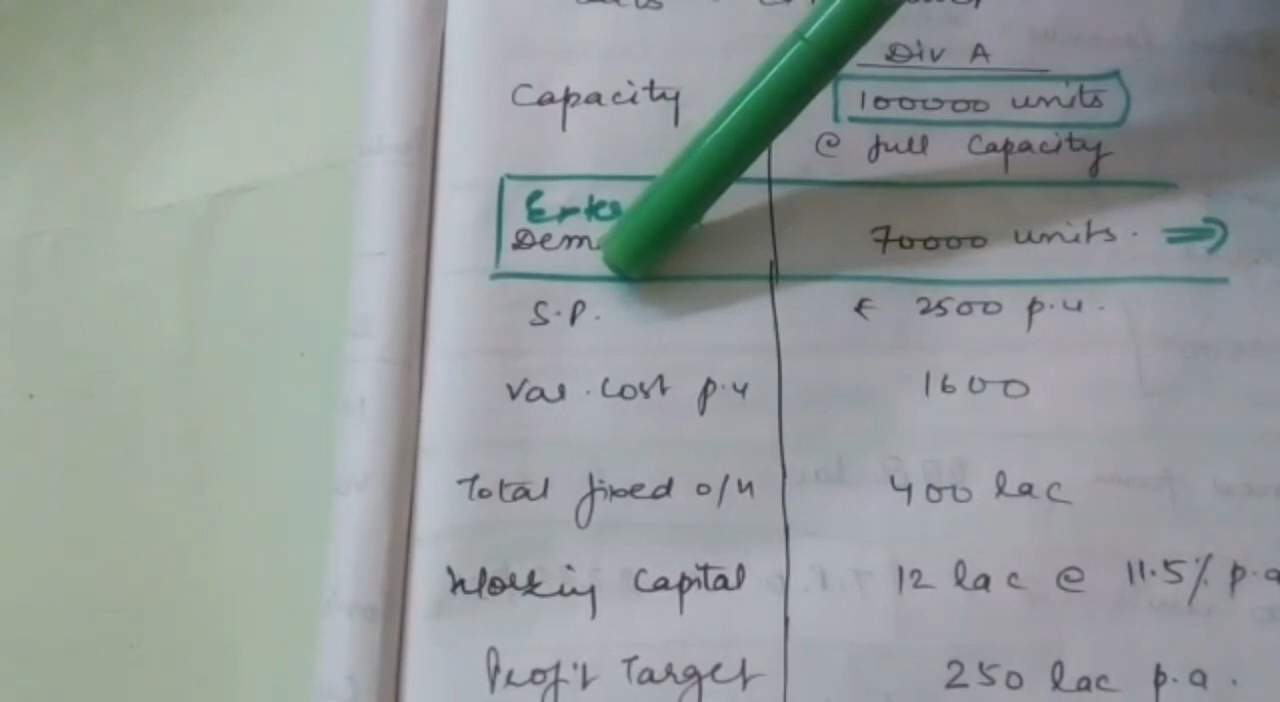 Div A
Capacity 100000 units
@ full Capacity
70000 units.
S.P. ₹ 2500 p.u.
Var. cost p.u 1600
Total fixed o/H 400 lac
Working Capital 12 lac @ 11.5% p.a
Profit Target 250 lac p.a.